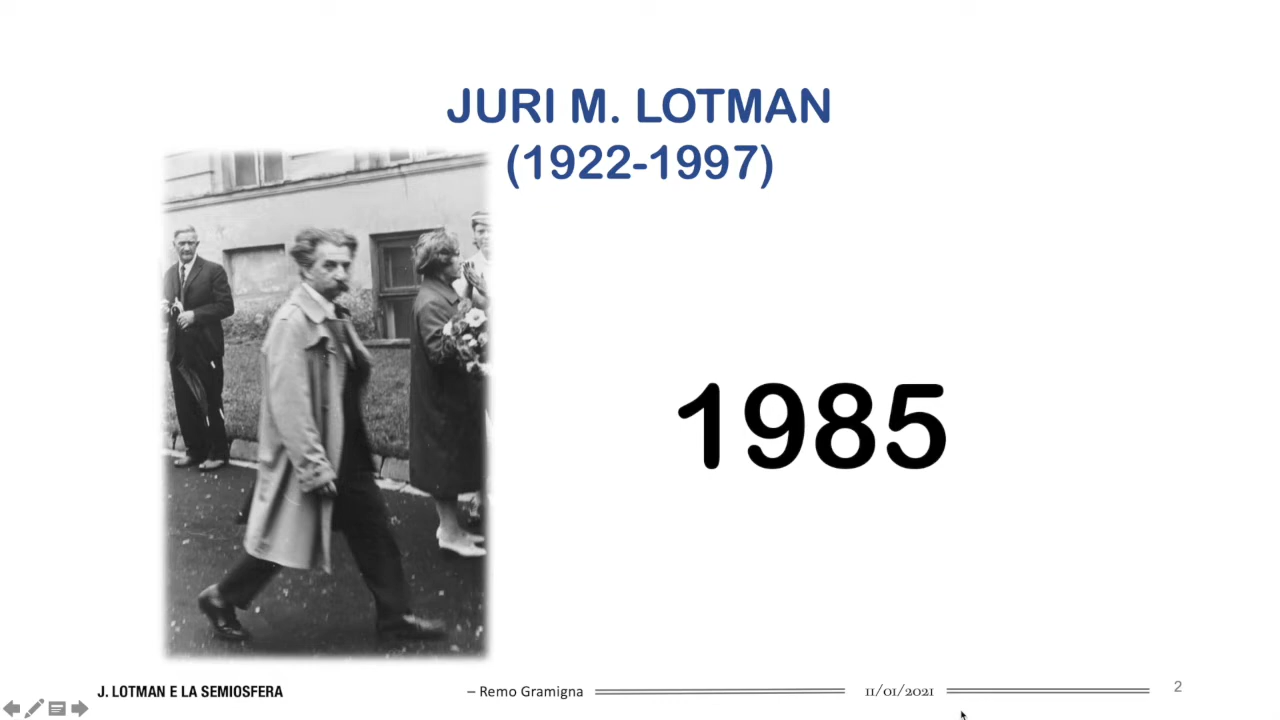 JURI M. LOTMAN
(1922-1997)
1985
J. LOTMAN E LA SEMIOSFERA
– Remo Gramigna
11/01/2021
2